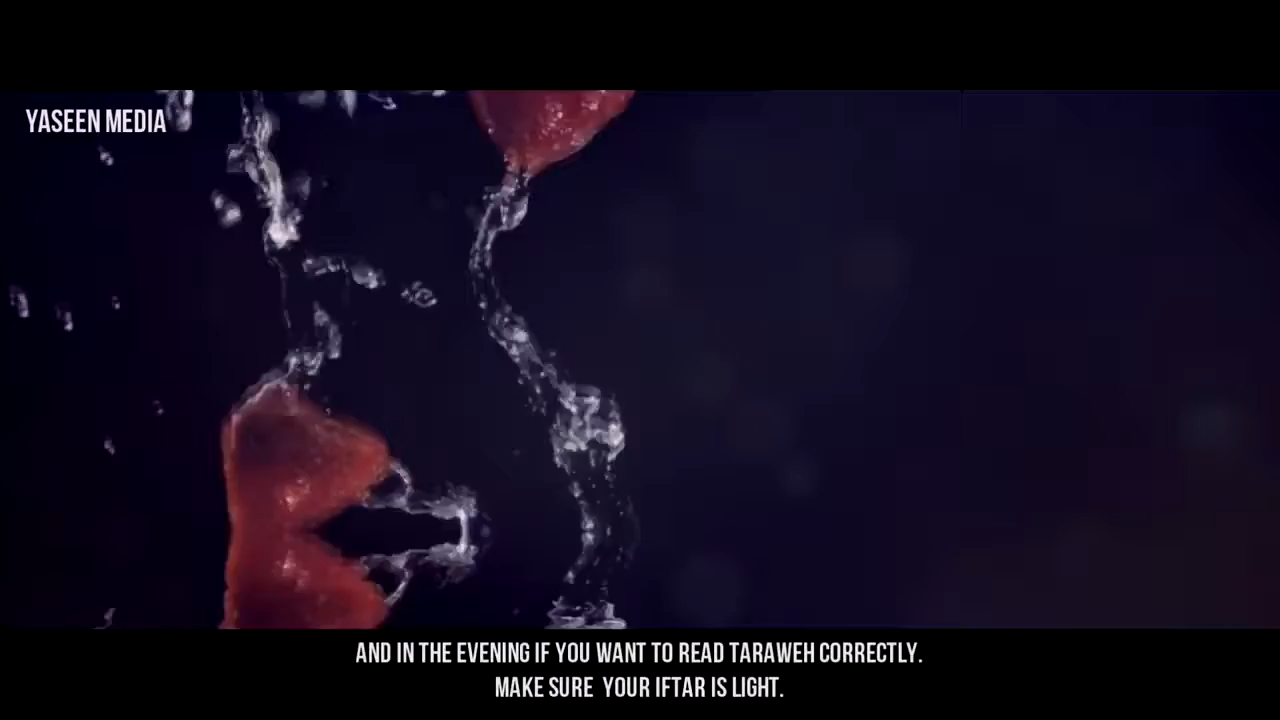 YASEEN MEDIA
AND IN THE EVENING IF YOU WANT TO READ TARAWEH CORRECTLY.
MAKE SURE YOUR IFTAR IS LIGHT.